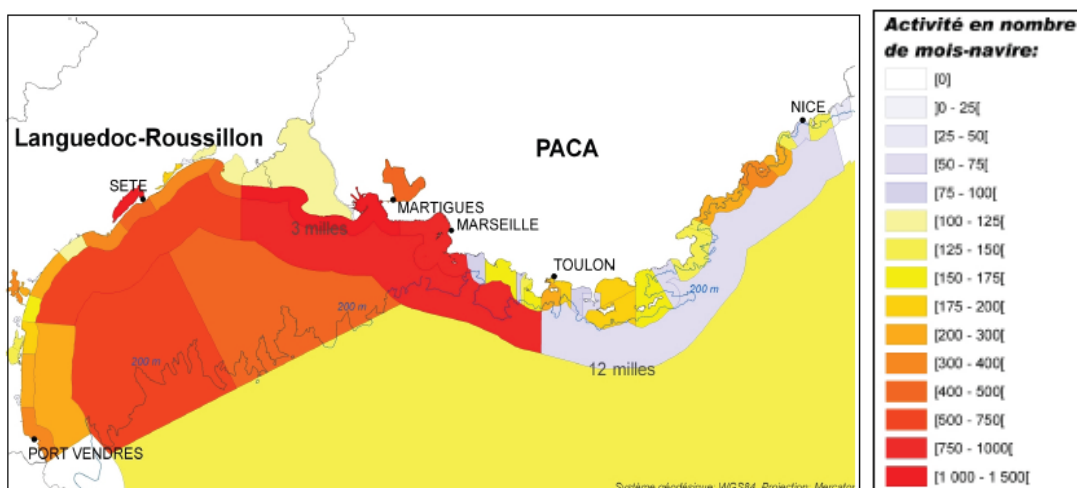 Languedoc-Roussillon
PACA
NICE
SETE
MARTIGUES
3 milles
MARSEILLE
TOULON
200 m
200 m
200 m
12 milles
PORT VENDRES
Système géodésique: WGS84, Projection: Mercator
Activité en nombre
de mois-navire:
[0]
]0 - 25[
[25 - 50[
[50 - 75[
[75 - 100[
[100 - 125[
[125 - 150[
[150 - 175[
[175 - 200[
[200 - 300[
[300 - 400[
[400 - 500[
[500 - 750[
[750 - 1000[
[1 000 - 1 500[